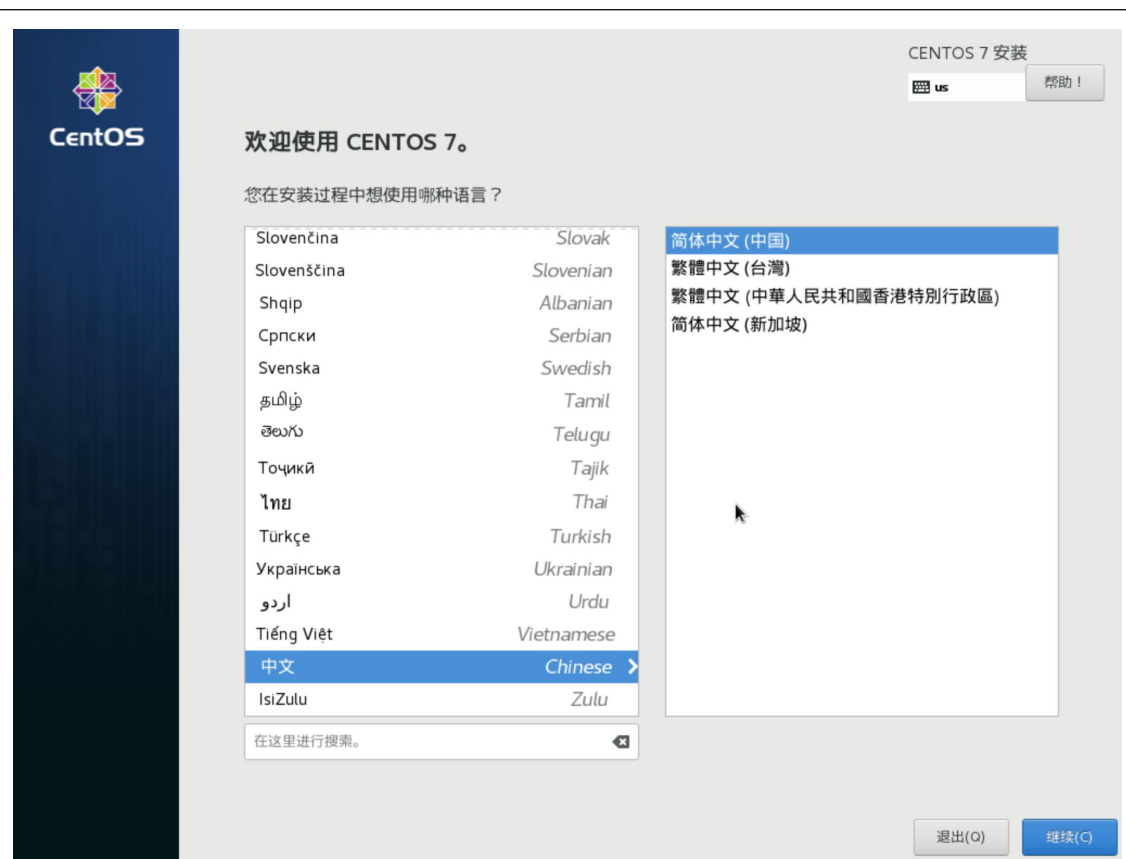 CENTOS 7 安装
us
帮助！
CentOS
欢迎使用 CENTOS 7。
您在安装过程中想使用哪种语言？
Slovenčina Slovak
Slovenščina Slovenian
Shqip Albanian
Српски Serbian
Svenska Swedish
தமிழ் Tamil
తెలుగు Telugu
Тоҷикӣ Tajik
ไทย Thai
Türkçe Turkish
Українська Ukrainian
اردو Urdu
Tiếng Việt Vietnamese
中文 Chinese
IsiZulu Zulu
简体中文 (中国)
繁體中文 (台灣)
繁體中文 (中華人民共和國香港特別行政區)
简体中文 (新加坡)
在这里进行搜索。
退出(Q)
继续(C)